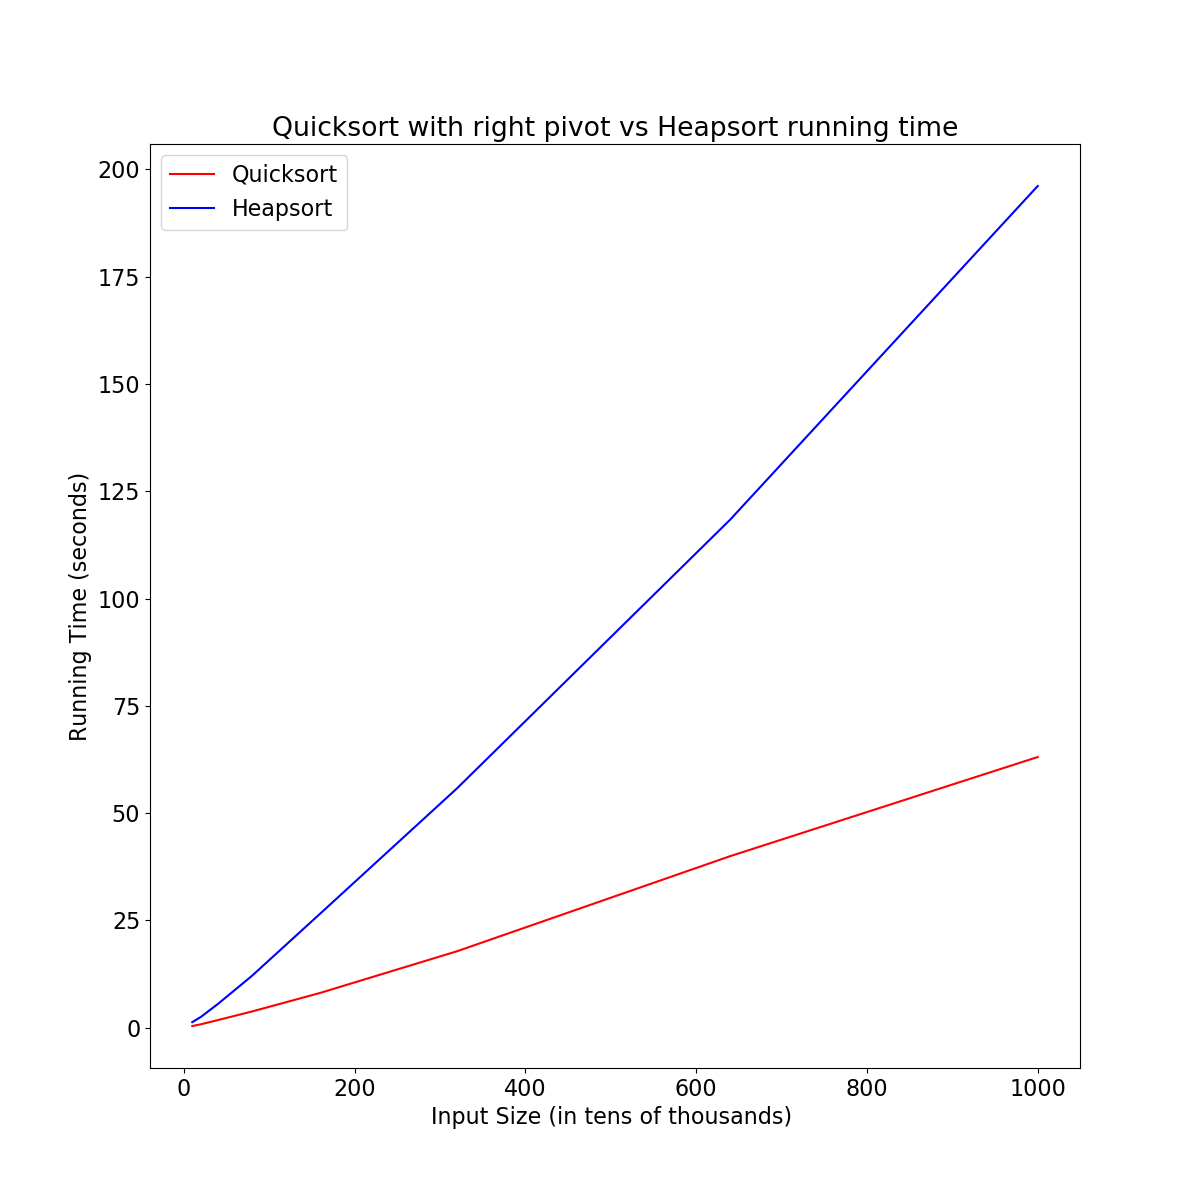 Quicksort with right pivot vs Heapsort running time
Quicksort
Heapsort
200
175
150
125
100
75
50
25
0
Running Time (seconds)
0 200 400 600 800 1000
Input Size (in tens of thousands)